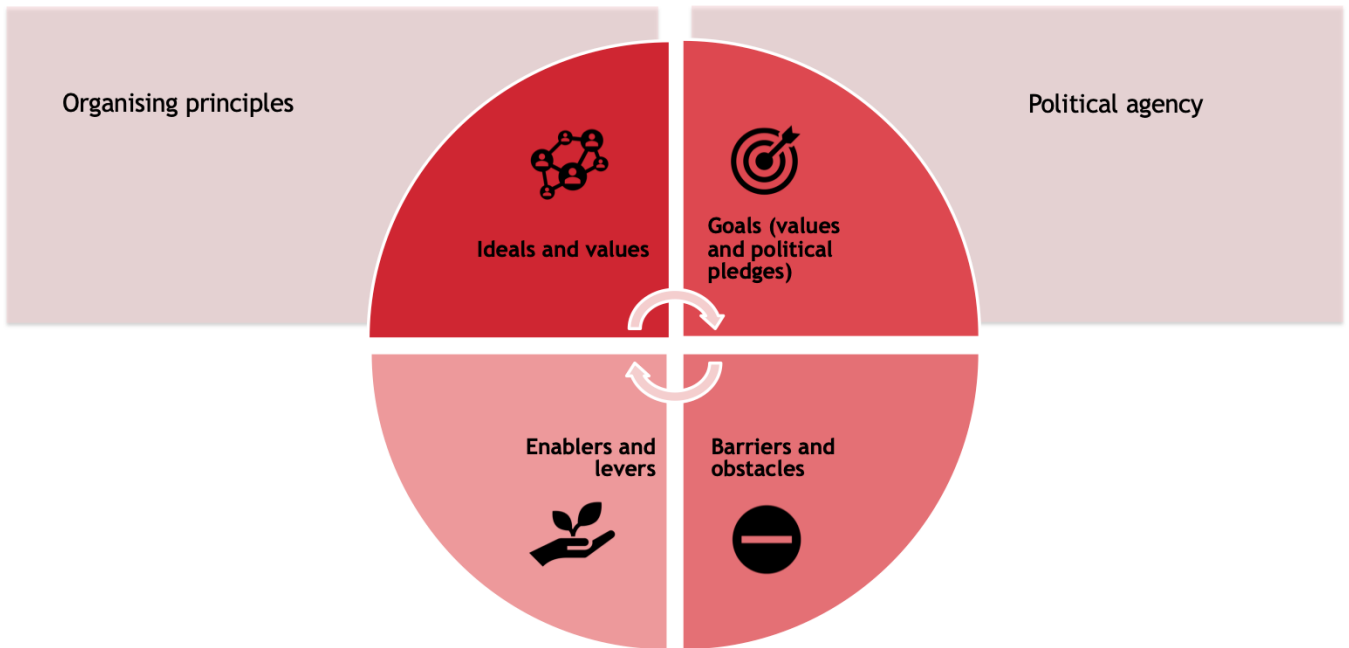 Organising principles
Political agency
Ideals and values
Goals (values
and political
pledges)
Enablers and
levers
Barriers and
obstacles